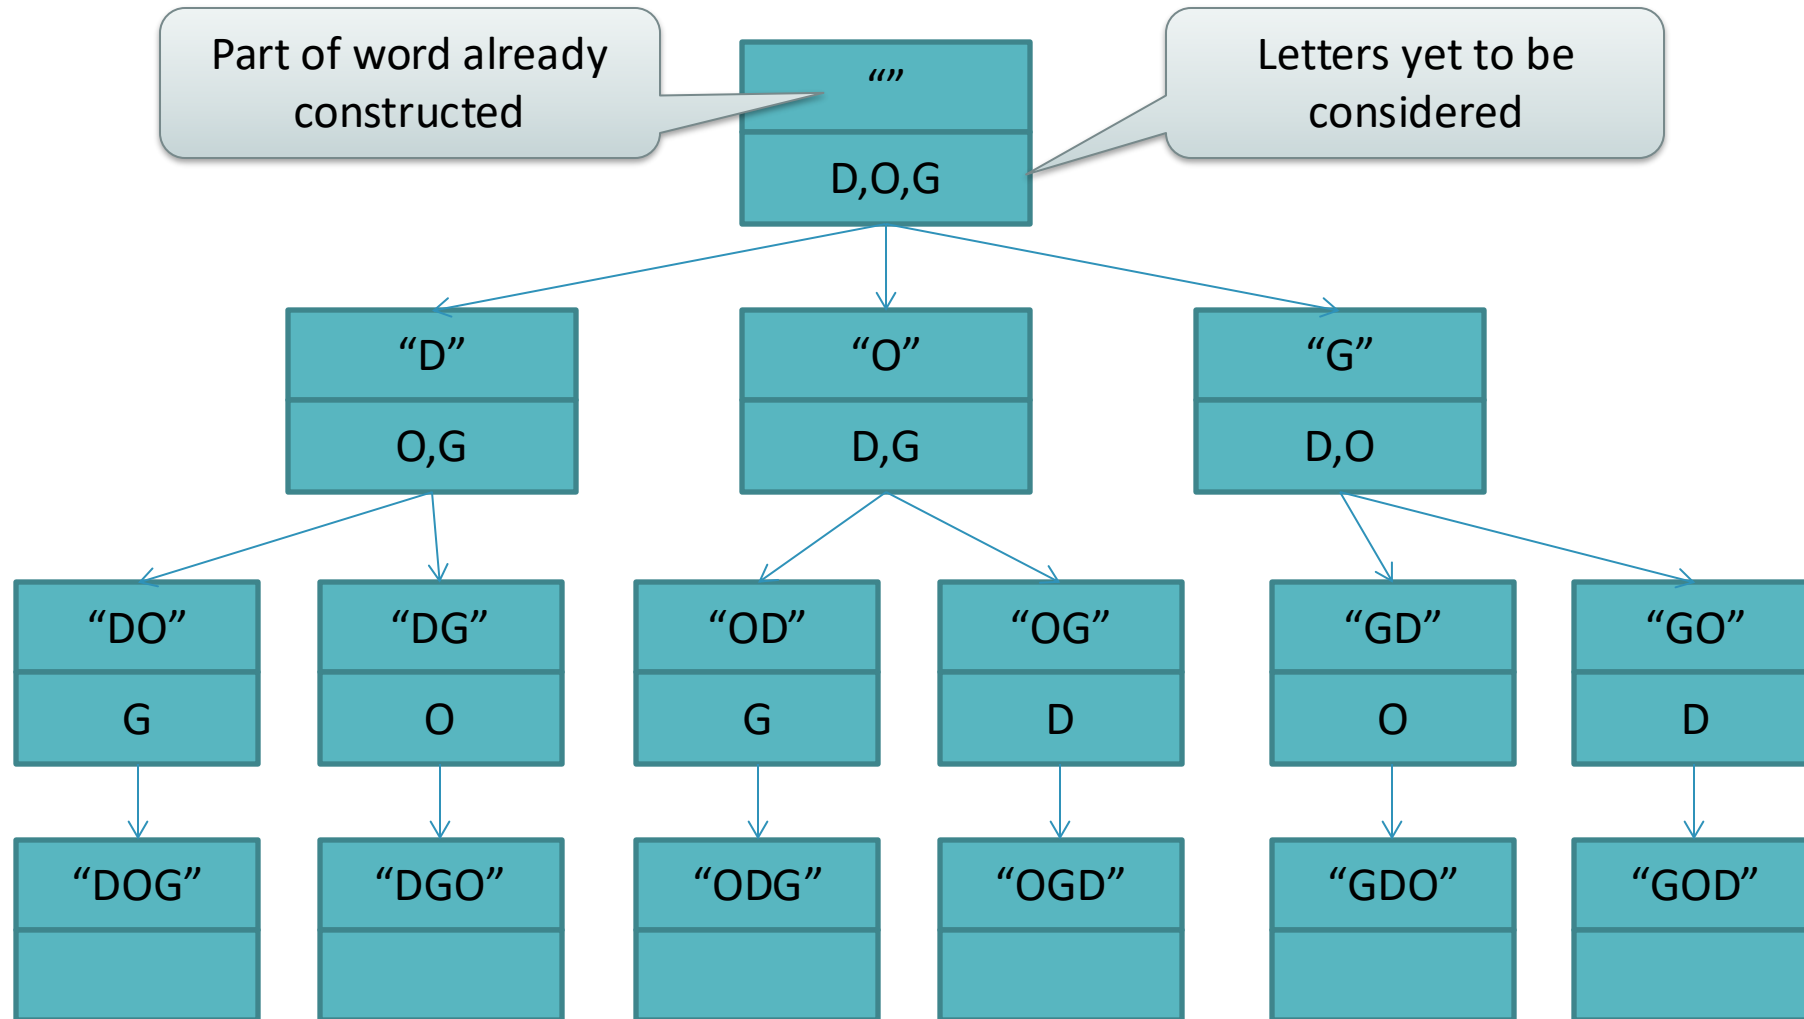 Part of word already
constructed
“”
Letters yet to be
considered
D,O,G
“D”
“O”
“G”
O,G
D,G
D,O
“DO”
“DG”
“OD”
“OG”
“GD”
“GO”
G
O
G
D
O
D
“DOG”
“DGO”
“ODG”
“OGD”
“GDO”
“GOD”